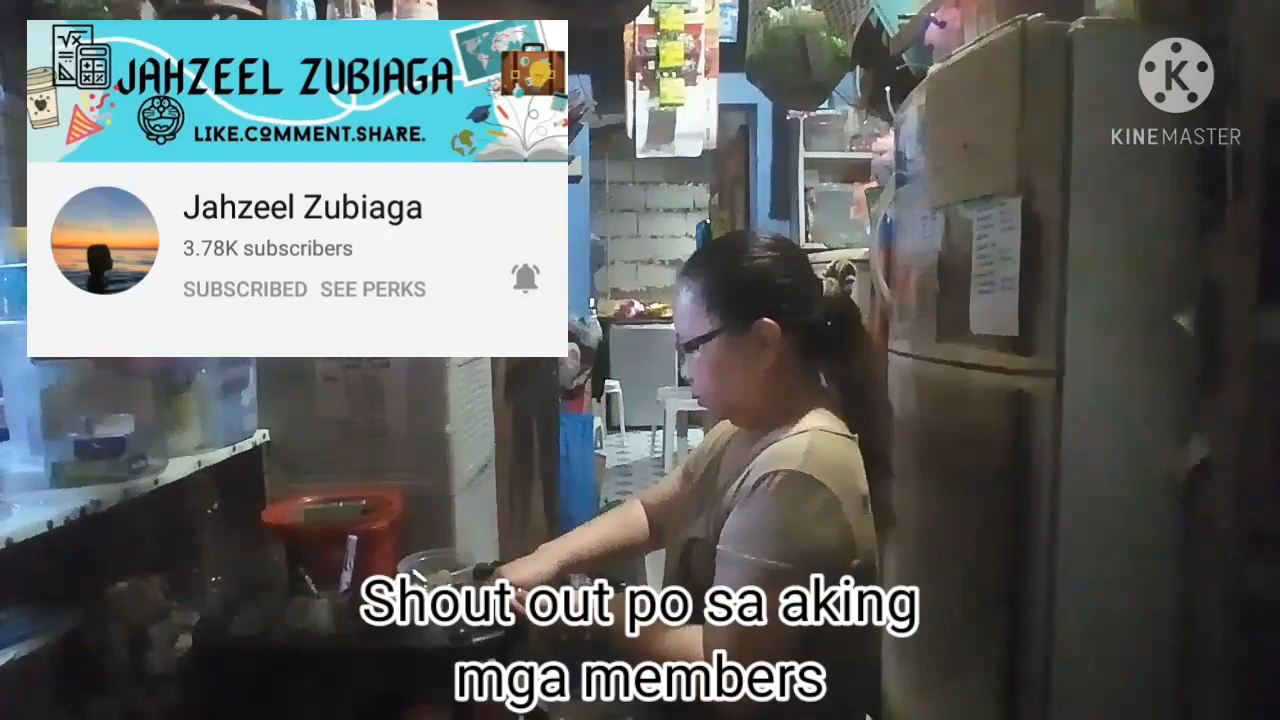 √x
JAHZEEL ZUBIAGA
LIKE.COMMENT.SHARE.
Jahzeel Zubiaga
3.78K subscribers
SUBSCRIBED SEE PERKS
K
KINEMASTER
Shout out po sa aking
mga members